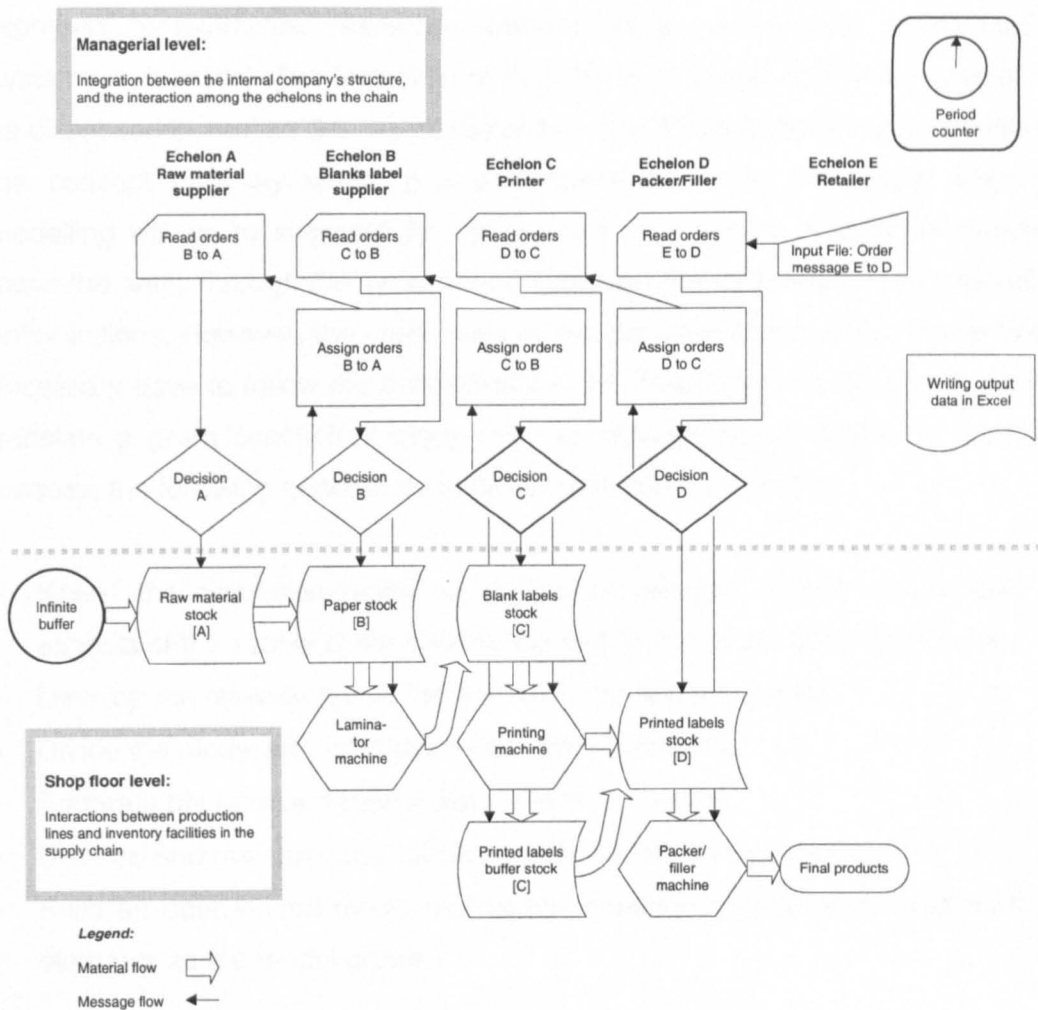 Managerial level:
Integration between the internal company's structure,
and the interaction among the echelons in the chain
Period
counter
Echelon A
Raw material
supplier
Echelon B
Blanks label
supplier
Echelon C
Printer
Echelon D
Packer/Filler
Echelon E
Retailer
Read orders
B to A
Read orders
C to B
Read orders
D to C
Read orders
E to D
Input File: Order
message E to D
Assign orders
B to A
Assign orders
C to B
Assign orders
D to C
Writing output
data in Excel
Decision
A
Decision
B
Decision
C
Decision
D
Infinite
buffer
Raw material
stock
[A]
Paper stock
[B]
Blank labels
stock
[C]
Lamina-
tor
machine
Printing
machine
Printed labels
stock
[D]
Shop floor level:
Interactions between production
lines and inventory facilities in the
supply chain
Printed labels
buffer stock
[C]
Packer/
filler
machine
Final products
Legend:
Material flow
Message flow